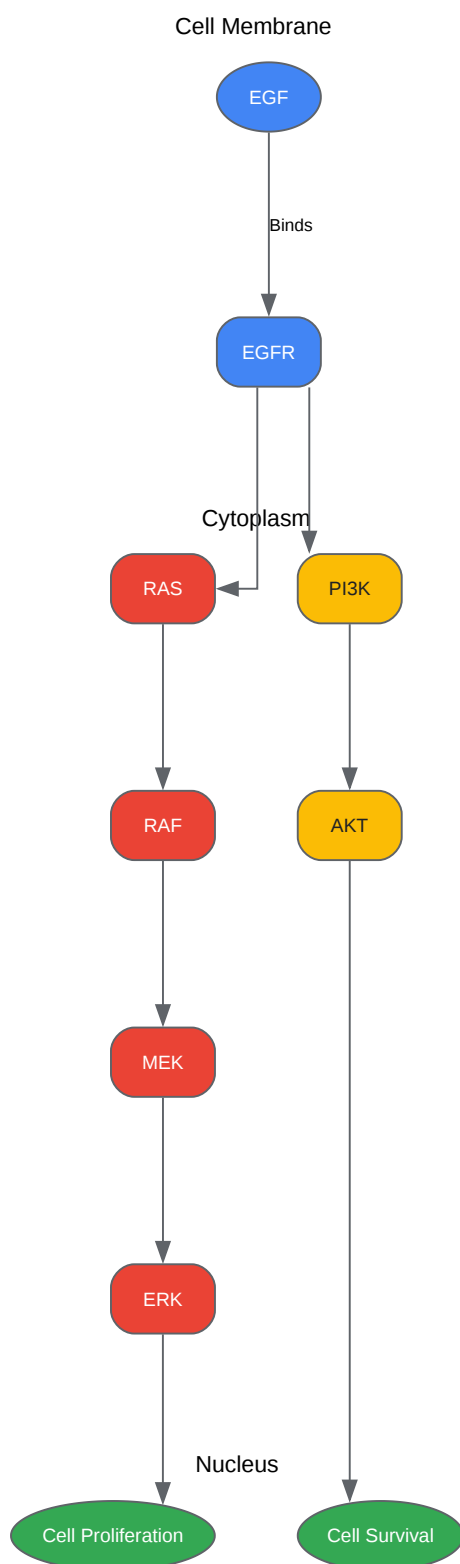 Cell Membrane
EGF
Binds
EGFR
Cytoplasm
RAS
PI3K
RAF
AKT
MEK
ERK
Nucleus
Cell Proliferation
Cell Survival